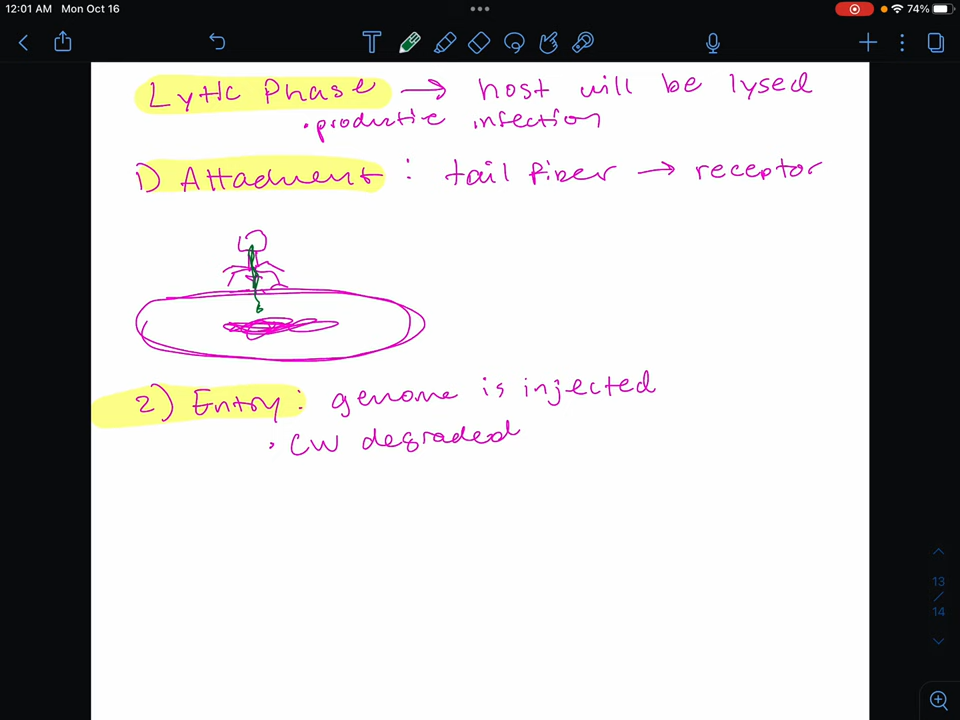 12:01 AM Mon Oct 16
74%
Lytic Phase → host will be lysed
• productive infection
1) Attachment : tail fiber → receptor
2) Entry : genome is injected
• CW degraded
13
/
14